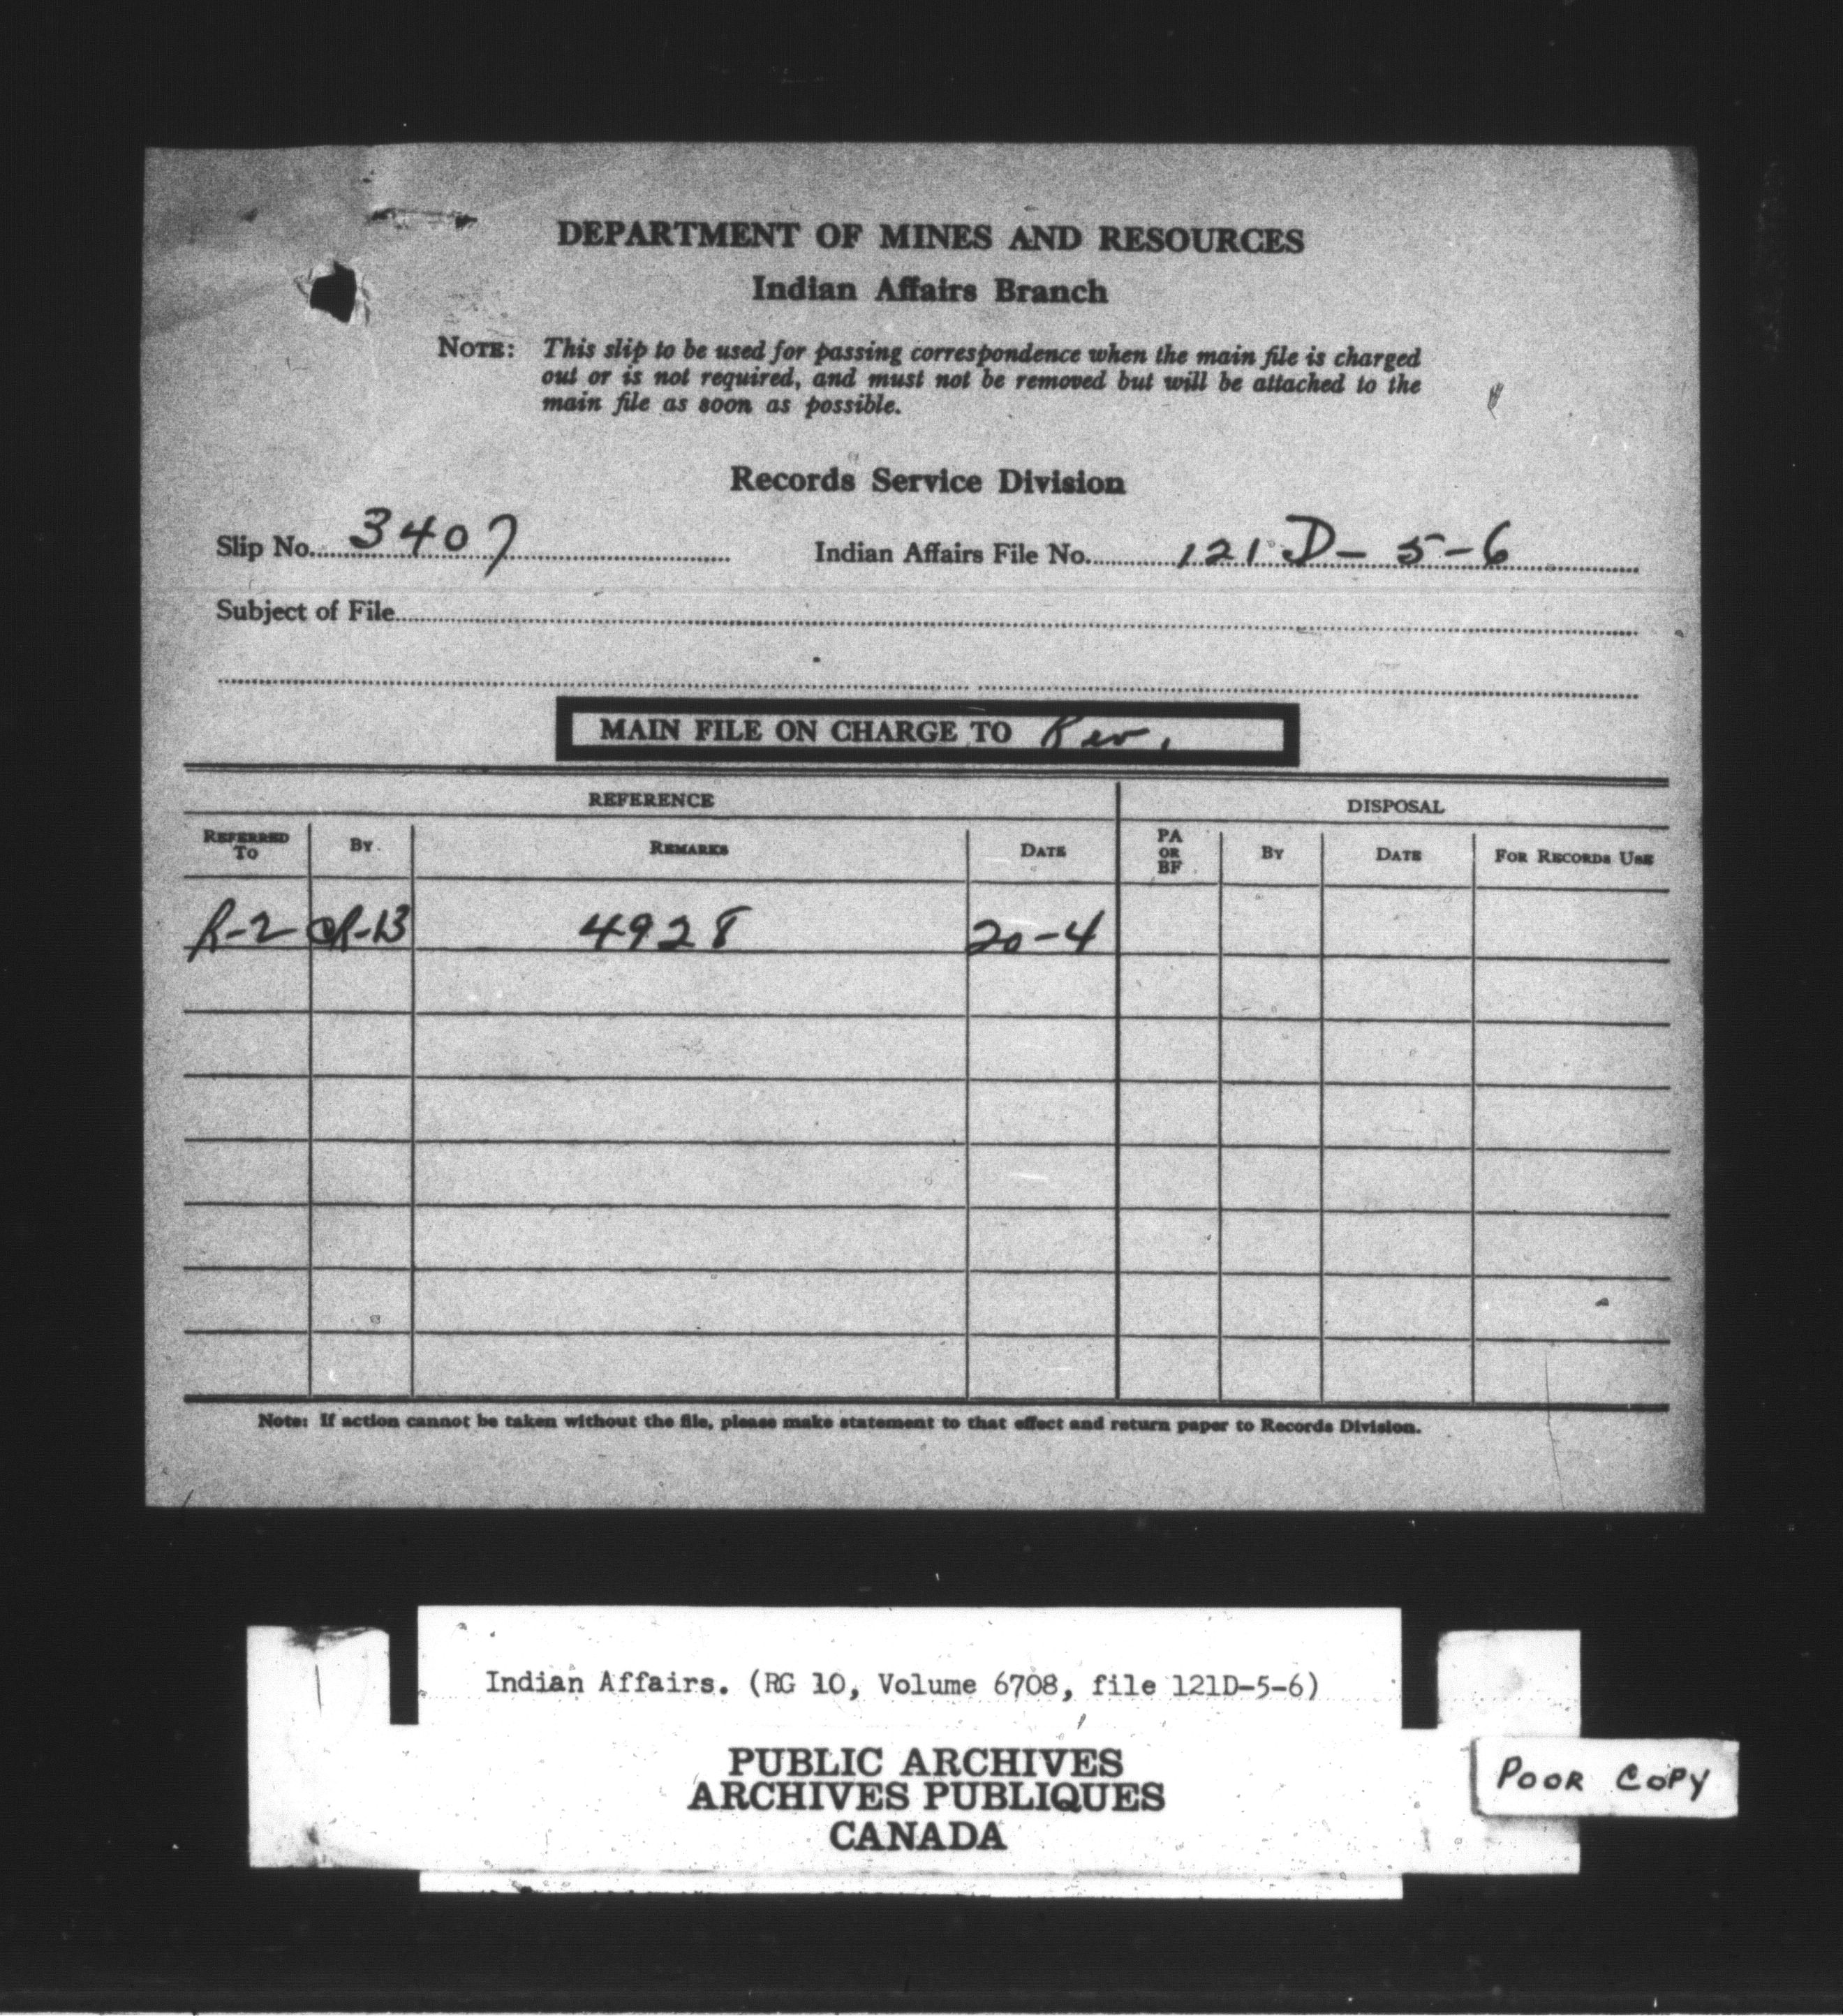 DEPARTMENT OF MINES AND RESOURCES
Indian Affairs Branch
NOTE: This slip to be used for passing correspondence when the main file is charged
out or is not required, and must not be removed but will be attached to the
main file as soon as possible.
Records Service Division
Slip No. 3407 Indian Affairs File No. 121 D-5-6
Subject of File
MAIN FILE ON CHARGE TO Rev.
REFERENCE DISPOSAL
REFERRED TO BY REMARKS DATE PA OR BF BY DATE FOR RECORDS USE
R-2 CR-13 4928 20-4
Note: If action cannot be taken without the file, please make statement to that effect and return paper to Records Division.
Indian Affairs. (RG 10, Volume 6708, file 121D-5-6)
PUBLIC ARCHIVES
ARCHIVES PUBLIQUES
CANADA
POOR COPY